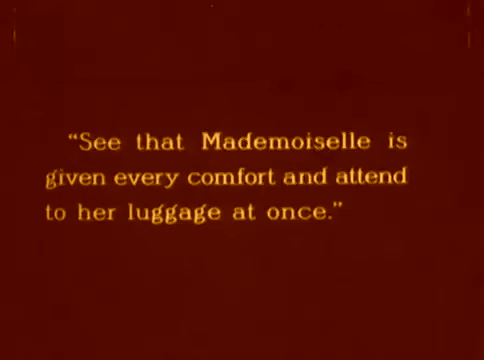 “See that Mademoiselle is
given every comfort and attend
to her luggage at once.”